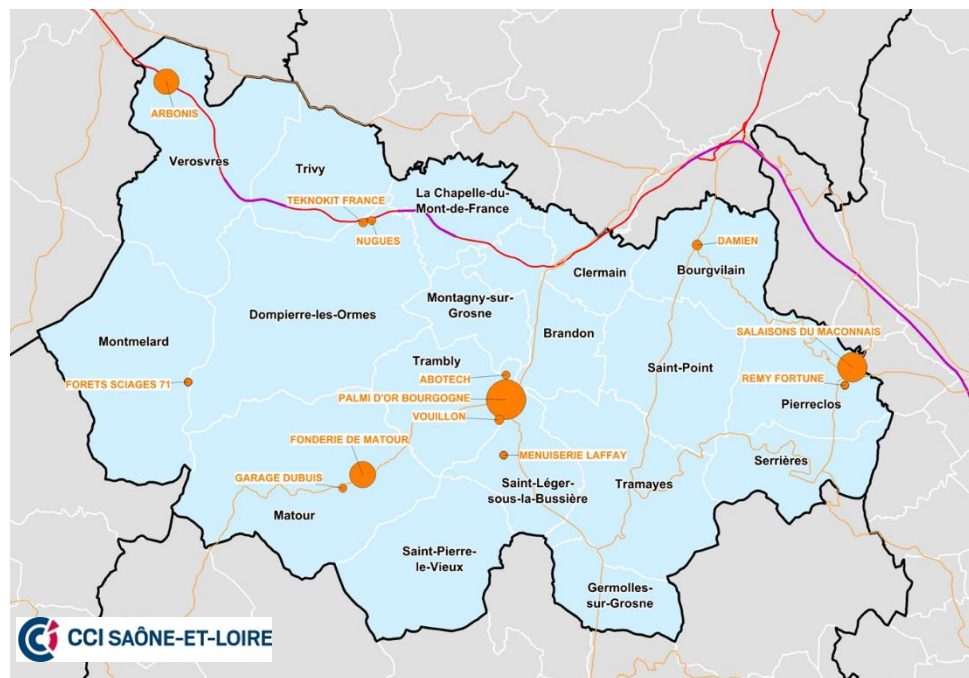 ARBONIS
Verosvres
Trivy
La Chapelle-du-
Mont-de-France
TEKNOKIT FRANCE
NUGUES
DAMIEN
Clermain
Bourgvilain
Montagny-sur-
Grosne
Dompierre-les-Ormes
Brandon
SALAISONS DU MACONNAIS
Montmelard
Trambly
Saint-Point
FORETS SCIAGES 71
ABOTECH
REMY FORTUNE
PALMI D'OR BOURGOGNE
Pierreclos
VOUILLON
FONDERIE DE MATOUR
MENUISERIE LAFFAY
Serrières
GARAGE DUBUIS
Saint-Léger-
sous-la-Bussière
Tramayes
Matour
Saint-Pierre-
le-Vieux
Germolles-
sur-Grosne
CCI SAÔNE-ET-LOIRE